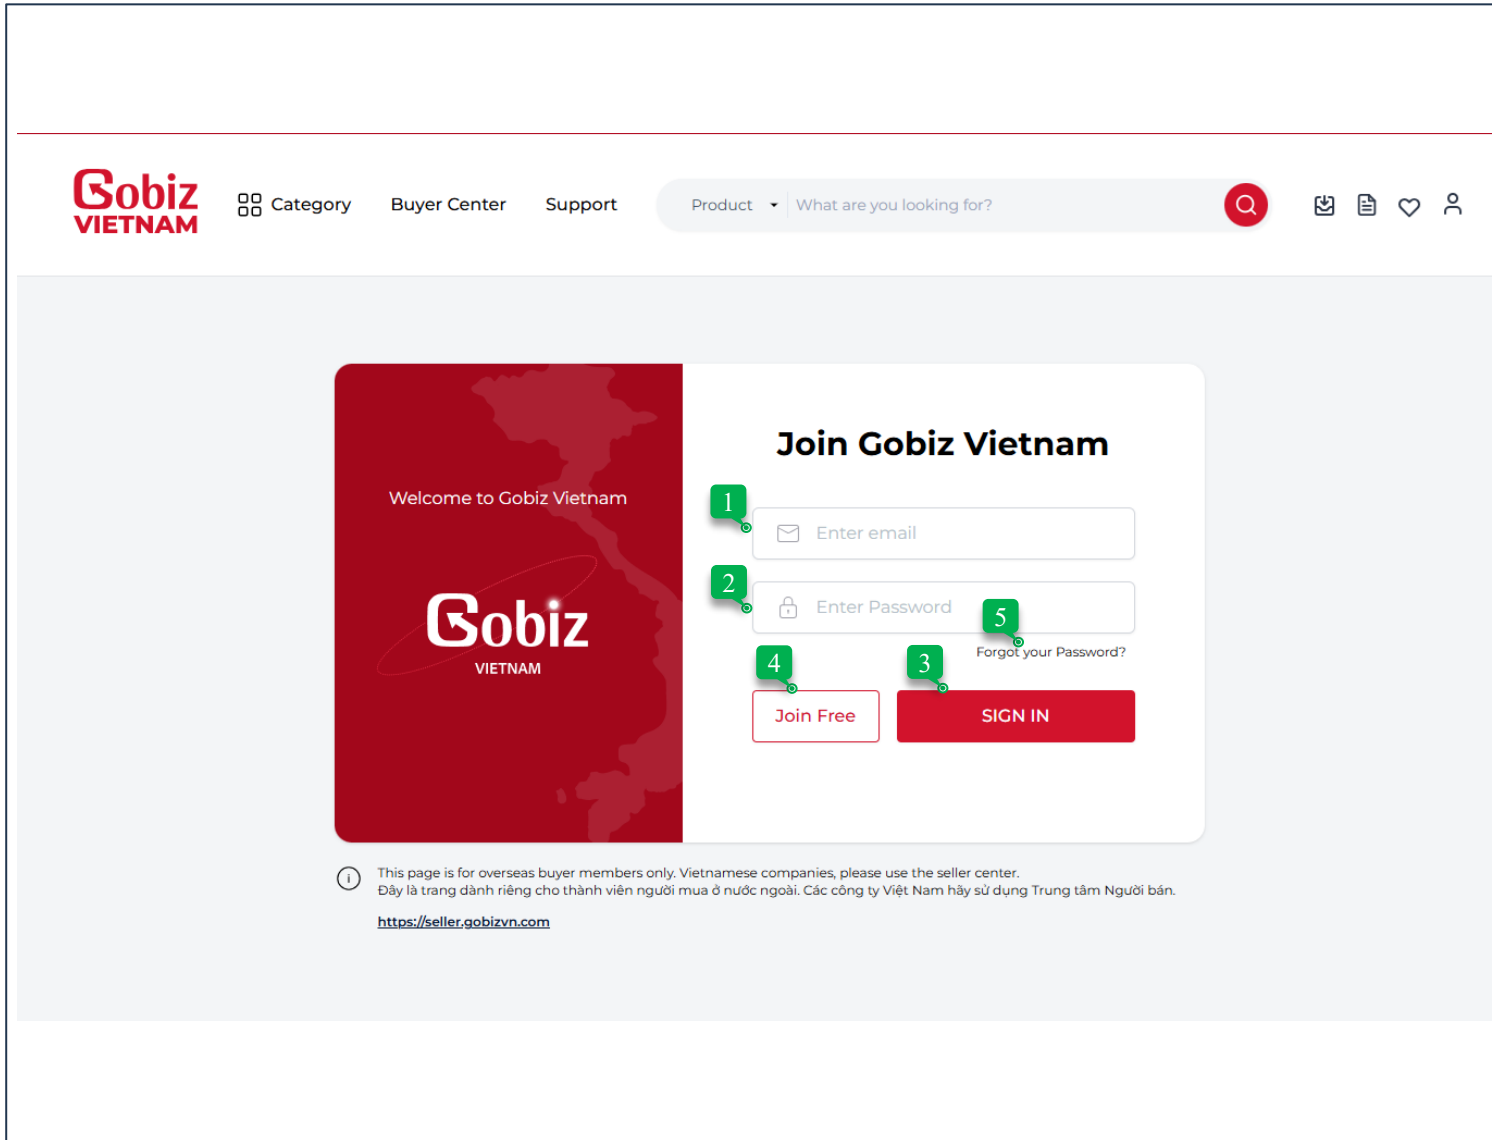 Gobiz
VIETNAM
Category
Buyer Center
Support
Product
What are you looking for?
Welcome to Gobiz Vietnam
Gobiz
VIETNAM
Join Gobiz Vietnam
1
Enter email
2
Enter Password
5
Forgot your Password?
4
3
Join Free
SIGN IN
This page is for overseas buyer members only. Vietnamese companies, please use the seller center.
Đây là trang dành riêng cho thành viên người mua ở nước ngoài. Các công ty Việt Nam hãy sử dụng Trung tâm Người bán.
https://seller.gobizvn.com